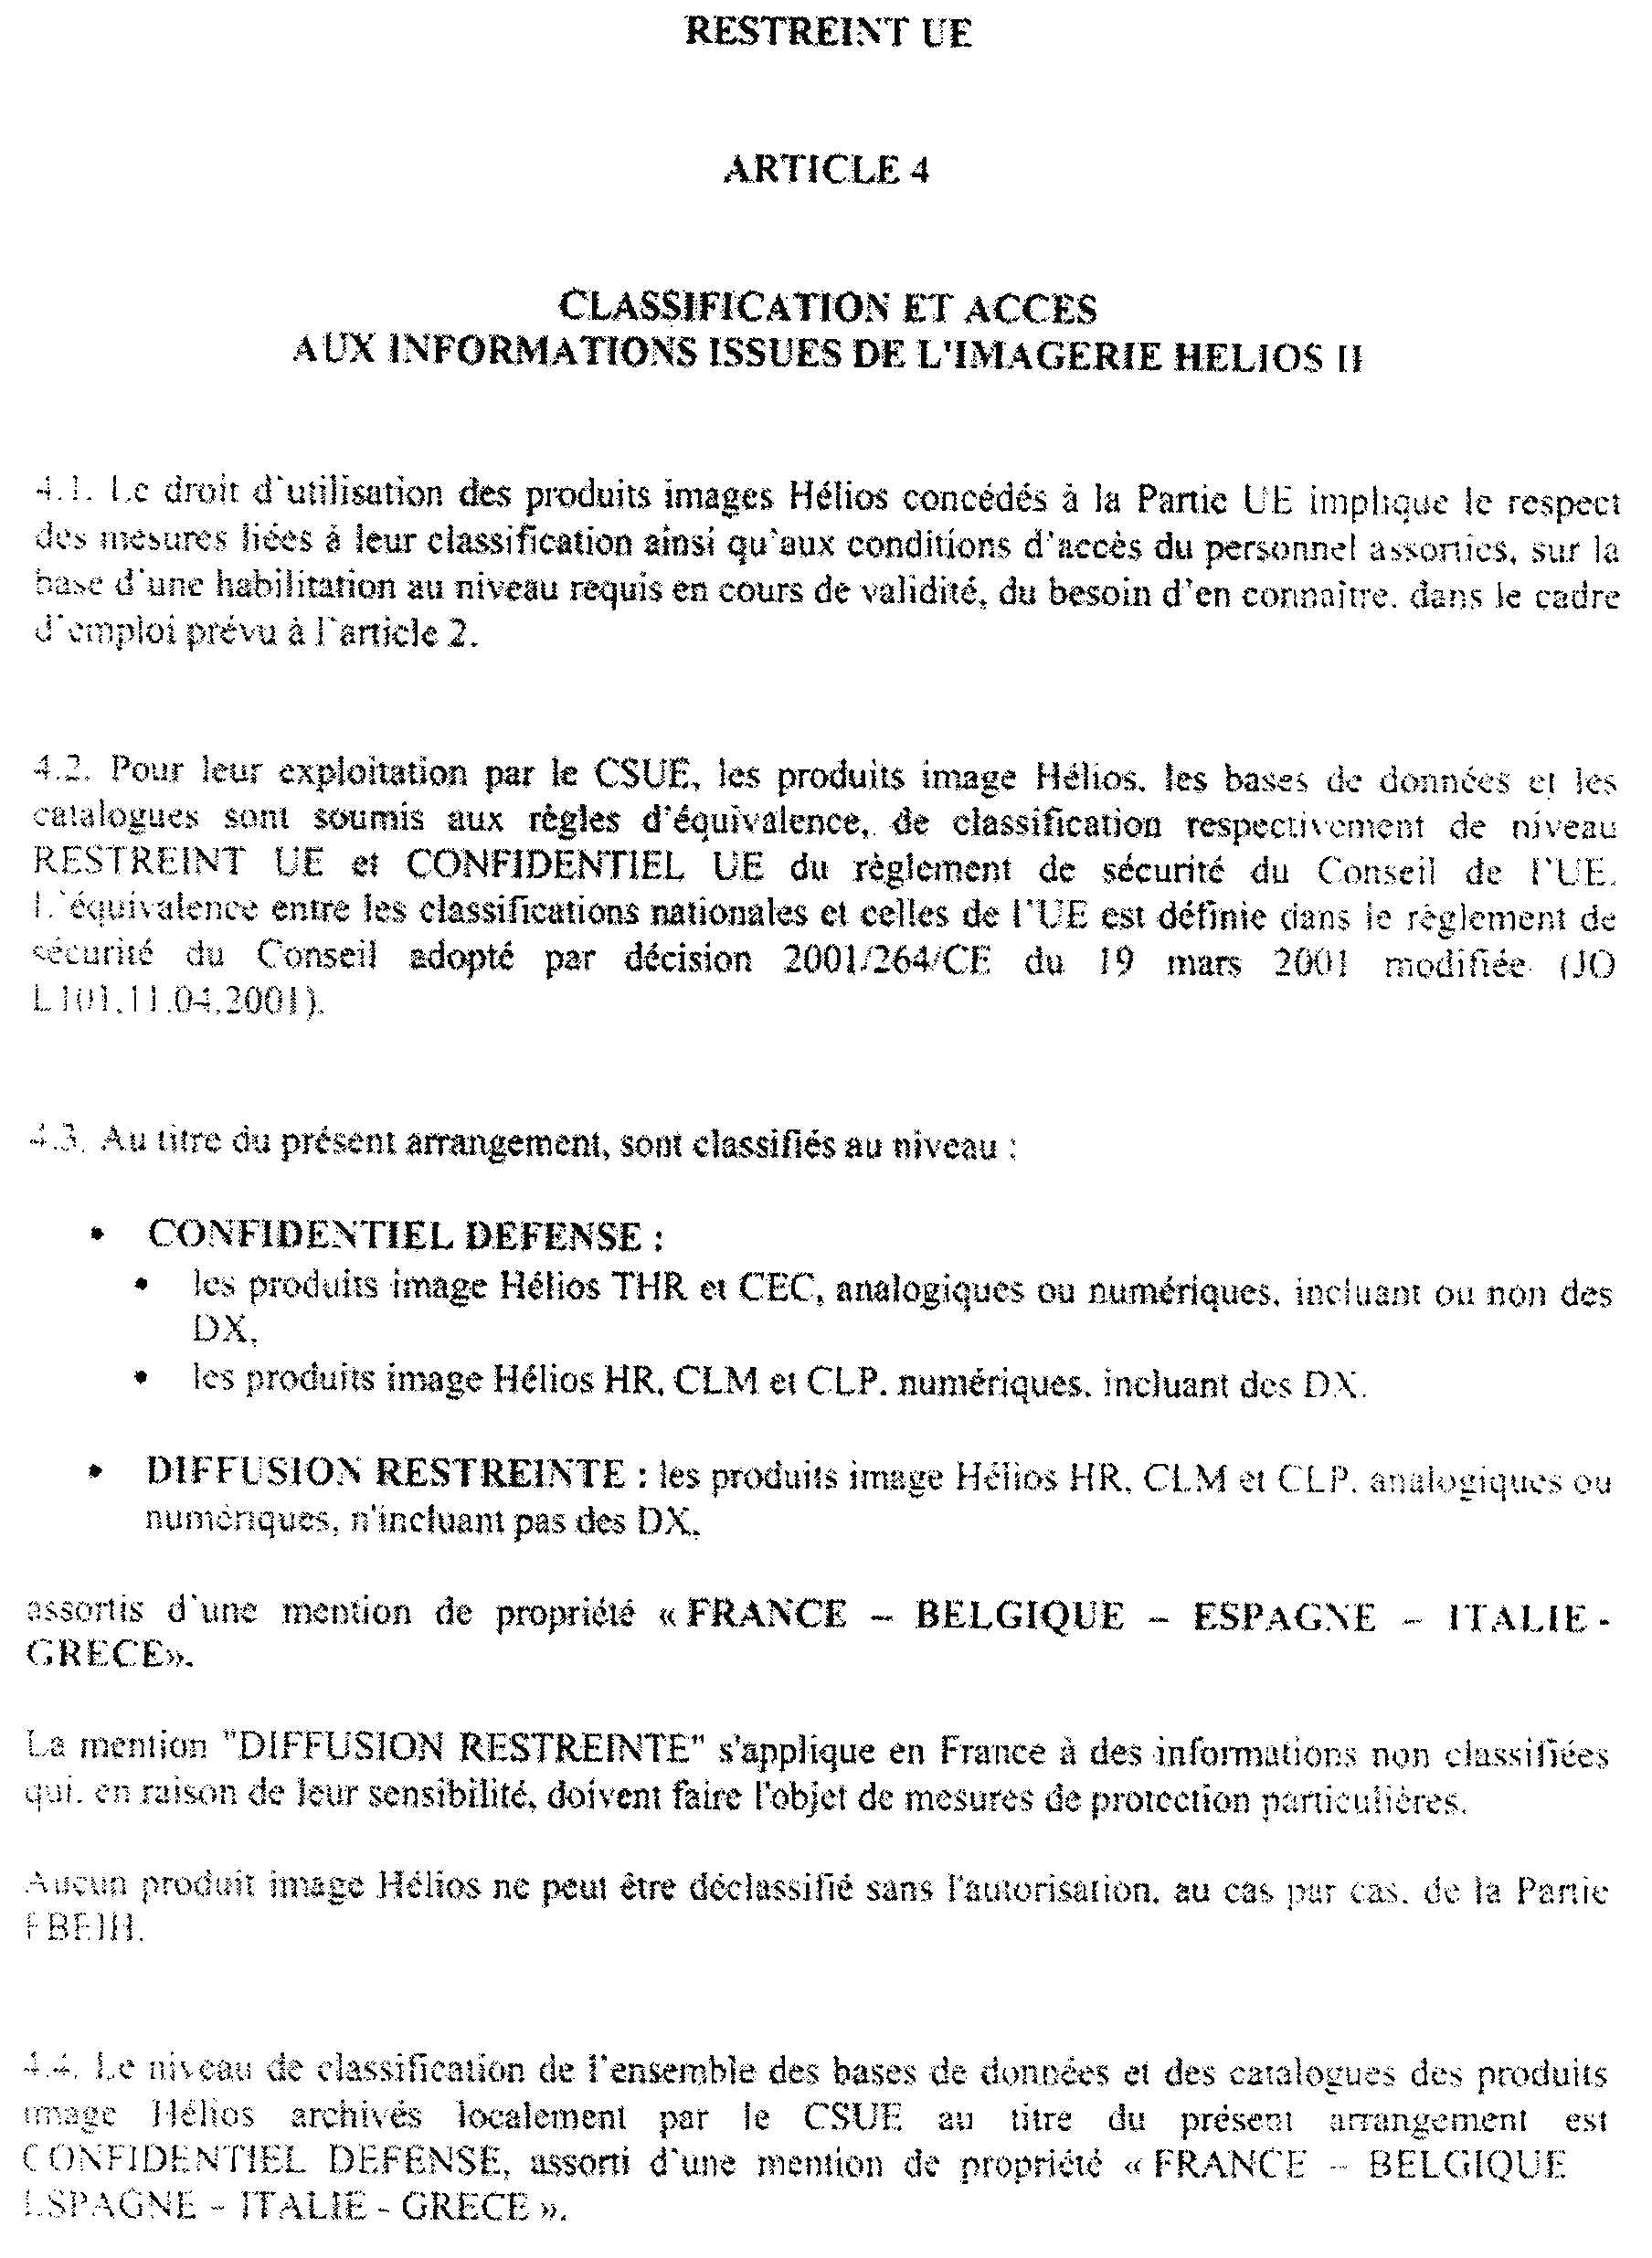 RESTREINT UE
ARTICLE 4
CLASSIFICATION ET ACCES
AUX INFORMATIONS ISSUES DE L'IMAGERIE HELIOS II
4.1. Le droit d'utilisation des produits images Hélios concédés à la Partie UE implique le respect
des mesures liées à leur classification ainsi qu'aux conditions d'accès du personnel assorties, sur la
base d'une habilitation au niveau requis en cours de validité, du besoin d'en connaître, dans le cadre
d'emploi prévu à l'article 2.
4.2. Pour leur exploitation par le CSUE, les produits image Hélios, les bases de données et les
catalogues sont soumis aux règles d'équivalence, de classification respectivement de niveau
RESTREINT UE et CONFIDENTIEL UE du règlement de sécurité du Conseil de l'UE.
L'équivalence entre les classifications nationales et celles de l'UE est définie dans le règlement de
sécurité du Conseil adopté par décision 2001/264/CE du 19 mars 2001 modifiée (JO
L101,11.04.2001).
4.3. Au titre du présent arrangement, sont classifiés au niveau :
• CONFIDENTIEL DEFENSE :
• les produits image Hélios THR et CEC, analogiques ou numériques, incluant ou non des
DX,
• les produits image Hélios HR, CLM et CLP, numériques, incluant des DX.
• DIFFUSION RESTREINTE : les produits image Hélios HR, CLM et CLP, analogiques ou
numériques, n'incluant pas des DX,
assortis d'une mention de propriété « FRANCE – BELGIQUE – ESPAGNE – ITALIE -
GRECE».
La mention "DIFFUSION RESTREINTE" s'applique en France à des informations non classifiées
qui, en raison de leur sensibilité, doivent faire l'objet de mesures de protection particulières.
Aucun produit image Hélios ne peut être déclassifié sans l'autorisation, au cas par cas, de la Partie
FBEIH.
4.4. Le niveau de classification de l'ensemble des bases de données et des catalogues des produits
image Hélios archivés localement par le CSUE au titre du présent arrangement est
CONFIDENTIEL DEFENSE, assorti d'une mention de propriété « FRANCE – BELGIQUE
ESPAGNE – ITALIE - GRECE ».